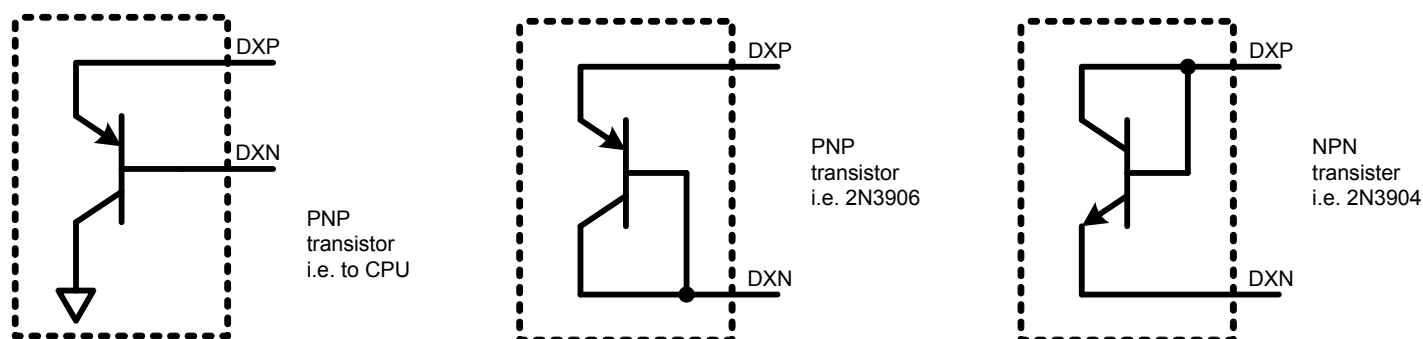 DXP
DXN
PNP
transistor
i.e. to CPU
DXP
DXN
PNP
transistor
i.e. 2N3906
DXP
DXN
NPN
transister
i.e. 2N3904